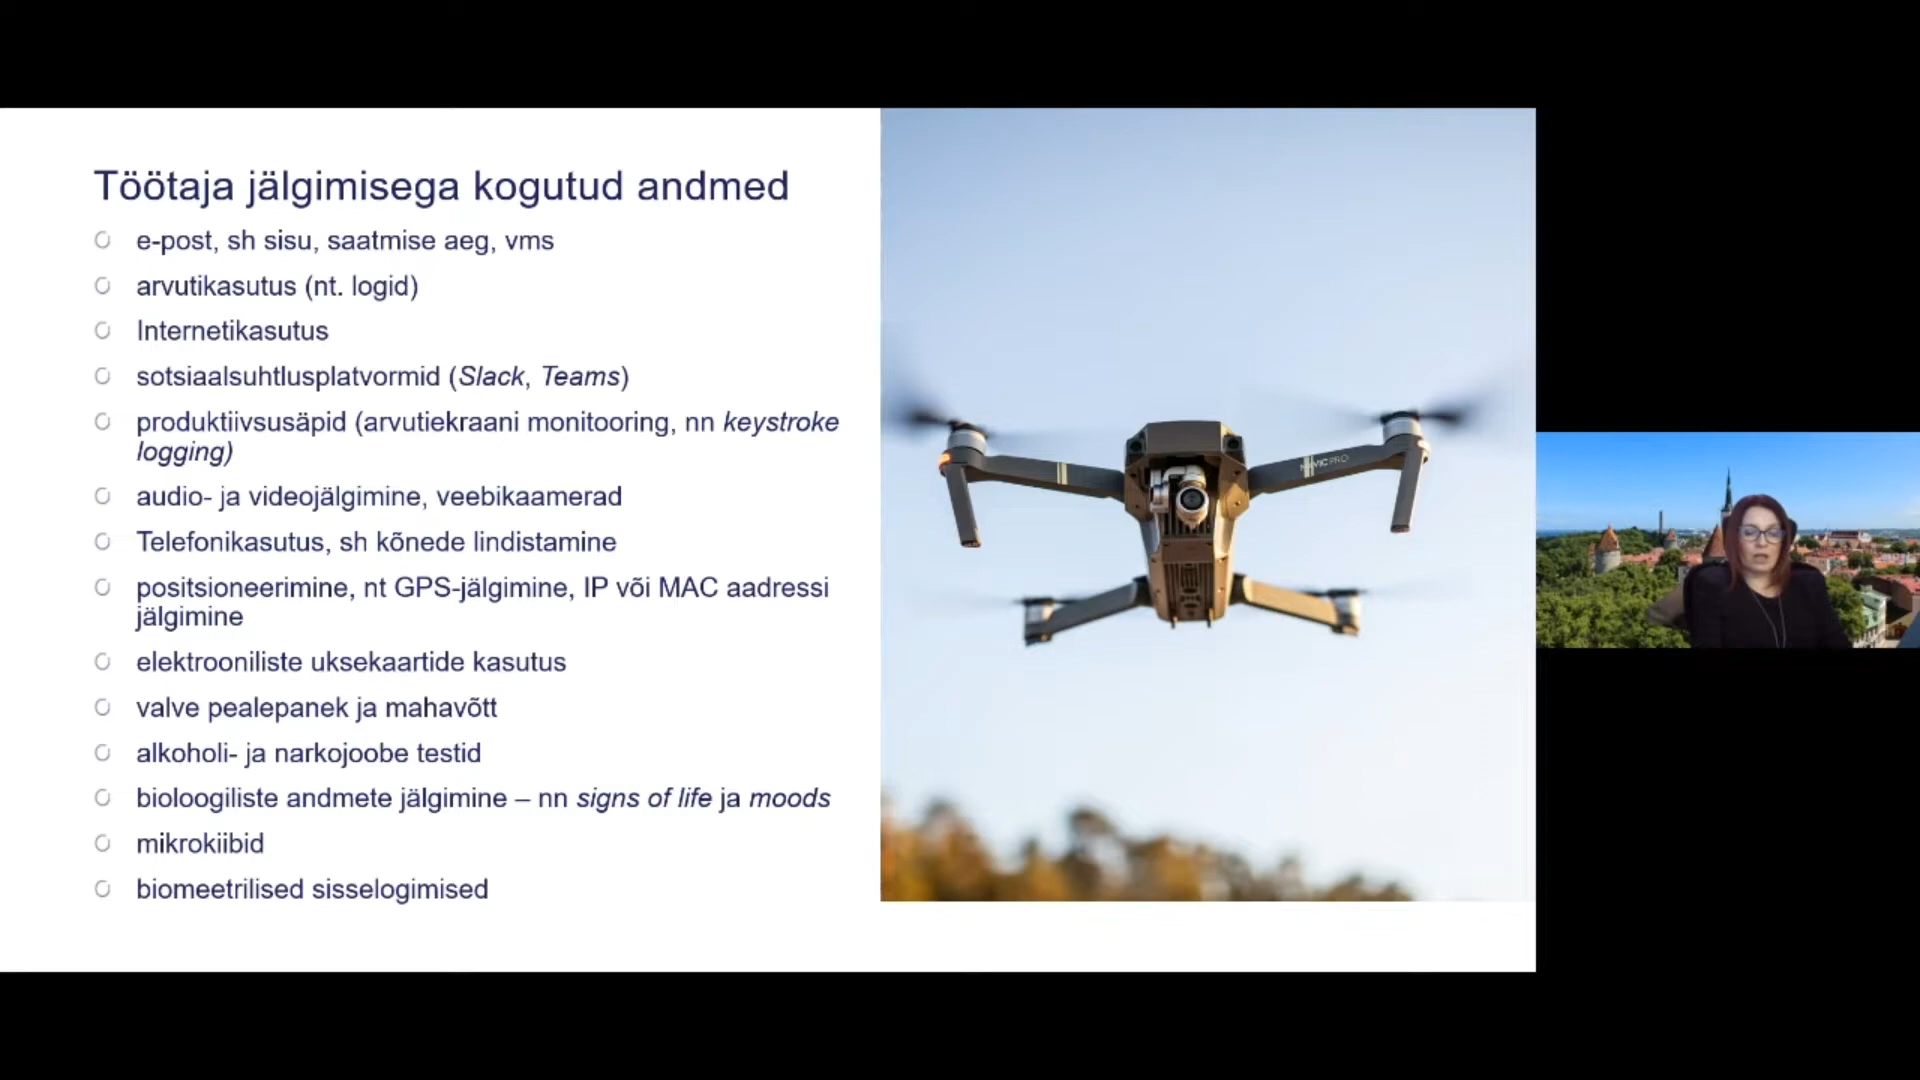 Töötaja jälgimisega kogutud andmed
e-post, sh sisu, saatmise aeg, vms
arvutikasutus (nt. logid)
Internetikasutus
sotsiaalsuhtlusplatvormid (Slack, Teams)
produktiivsusäpid (arvutiekraani monitooring, nn keystroke
logging)
audio- ja videojälgimine, veebikaamerad
Telefonikasutus, sh kõnede lindistamine
positsioneerimine, nt GPS-jälgimine, IP või MAC aadressi
jälgimine
elektrooniliste uksekaartide kasutus
valve pealepanek ja mahavõtt
alkoholi- ja narkojoobe testid
bioloogiliste andmete jälgimine – nn signs of life ja moods
mikrokiibid
biomeetrilised sisselogimised
MAVIC PRO